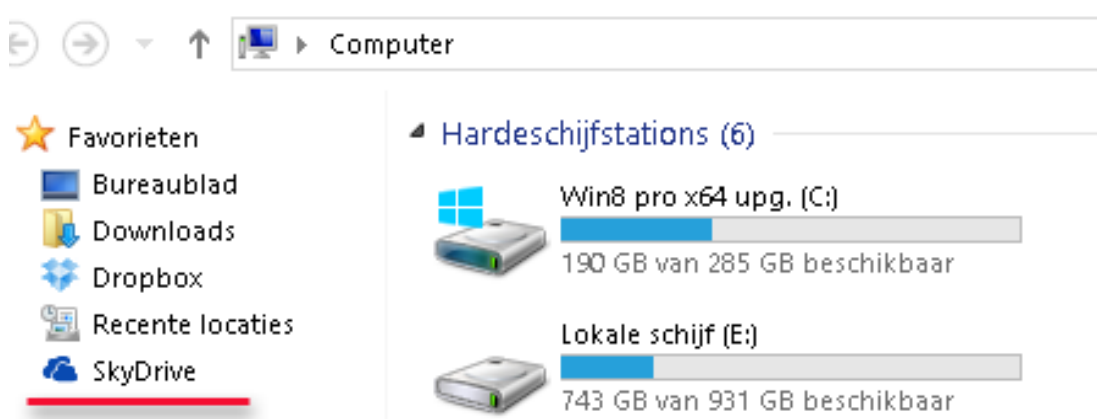 Computer
Favorieten
Bureaublad
Downloads
Dropbox
Recente locaties
SkyDrive
Hardeschijfstations (6)
Win8 pro x64 upg. (C:)
190 GB van 285 GB beschikbaar
Lokale schijf (E:)
743 GB van 931 GB beschikbaar